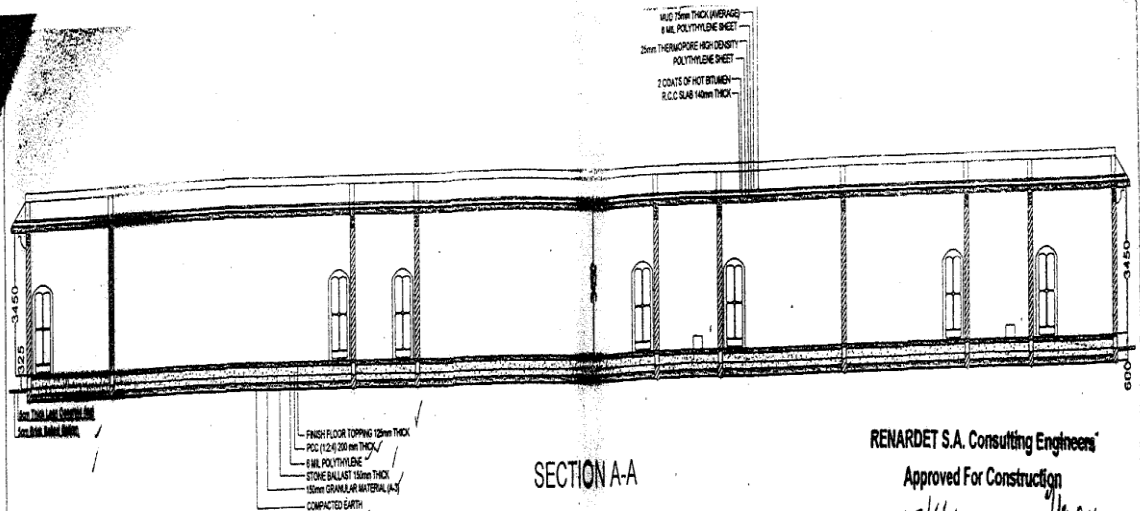 MUD 75mm THICK (AVERAGE)
6 MIL POLYTHYLENE SHEET
25mm THERMOPORE HIGH DENSITY
POLYTHYLENE SHEET
2 COATS OF HOT BITUMEN
R.C.C SLAB 140mm THICK
3450
325
3450
600
FINISH FLOOR TOPPING 125mm THICK
PCC (1:2:4) 200 mm THICK
6 MIL POLYTHYLENE
STONE BALLAST 150mm THICK
150mm GRANULAR MATERIAL (A-3)
COMPACTED EARTH
SECTION A-A
RENARDET S.A. Consulting Engineers
Approved For Construction